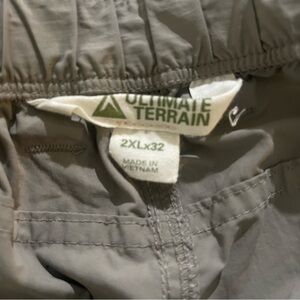 ULTIMATE
TERRAIN
2XLx32
MADE IN
VIETNAM